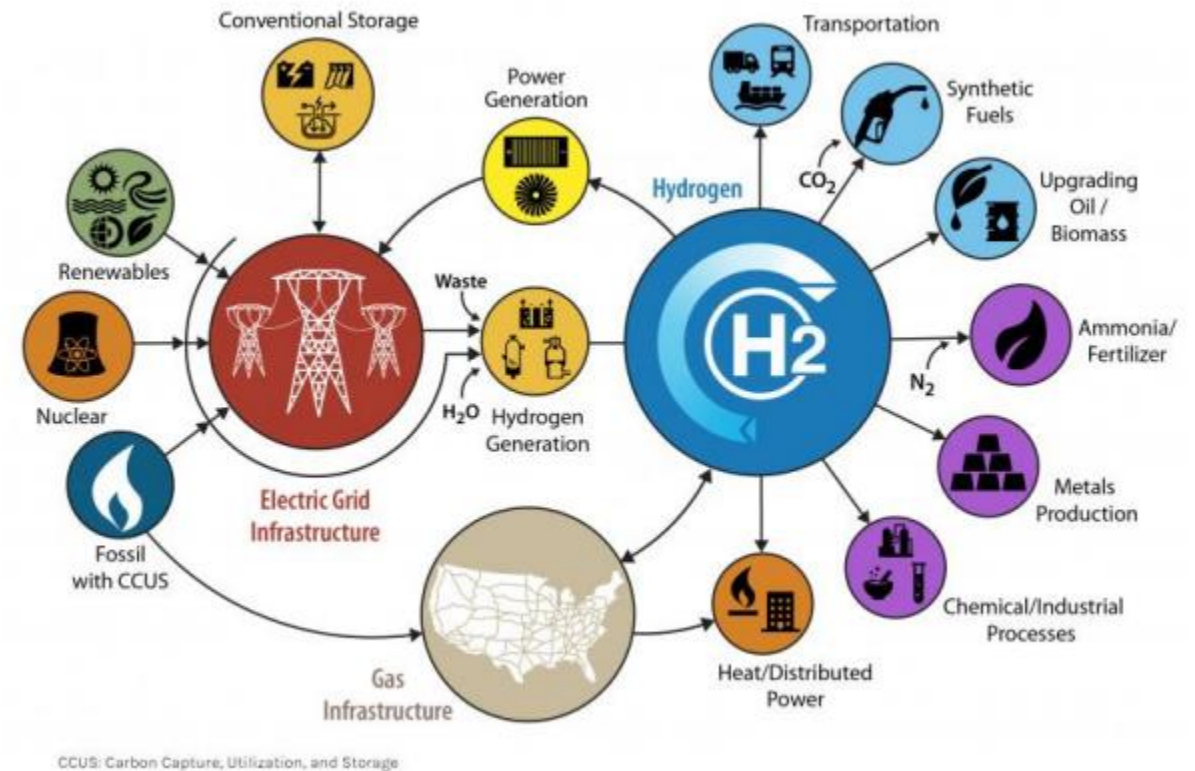 Conventional Storage
Transportation
Power
Generation
Synthetic
Fuels
CO2
Hydrogen
Upgrading
Oil /
Biomass
Renewables
Waste
H2
Ammonia/
Fertilizer
N2
Nuclear
H2O
Hydrogen
Generation
Electric Grid
Infrastructure
Metals
Production
Fossil
with CCUS
Chemical/Industrial
Processes
Gas
Infrastructure
Heat/Distributed
Power
CCUS: Carbon Capture, Utilization, and Storage